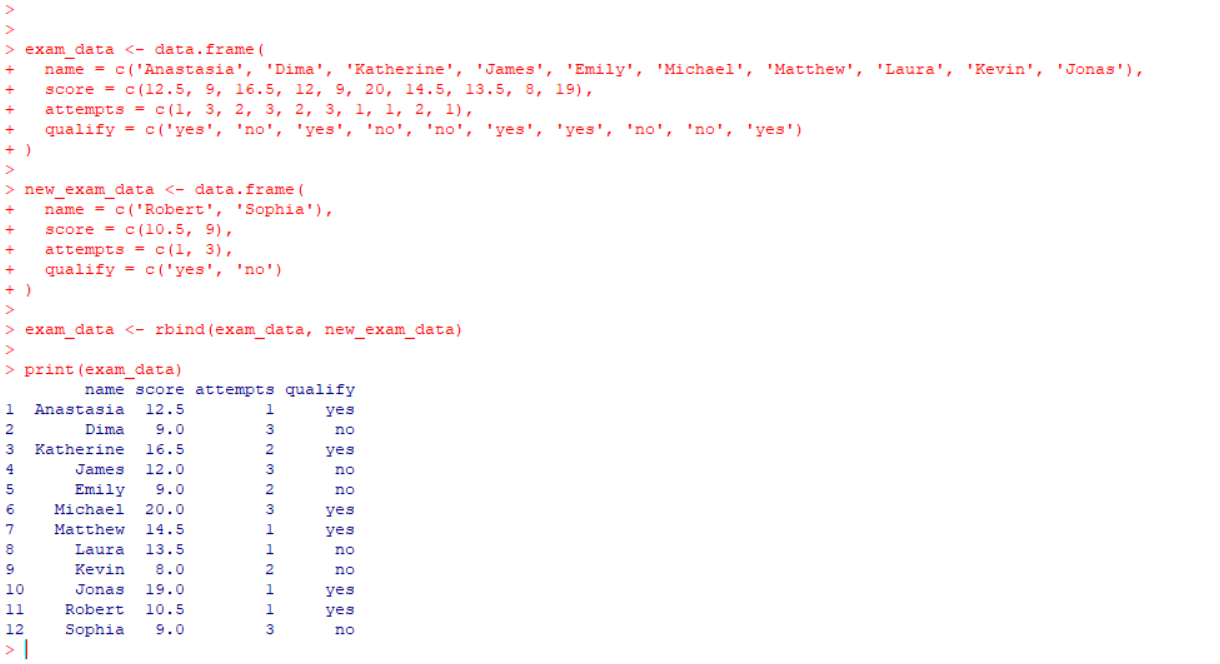 >
>
> exam_data <- data.frame(
+   name = c('Anastasia', 'Dima', 'Katherine', 'James', 'Emily', 'Michael', 'Matthew', 'Laura', 'Kevin', 'Jonas'),
+   score = c(12.5, 9, 16.5, 12, 9, 20, 14.5, 13.5, 8, 19),
+   attempts = c(1, 3, 2, 3, 2, 3, 1, 1, 2, 1),
+   qualify = c('yes', 'no', 'yes', 'no', 'no', 'yes', 'yes', 'no', 'no', 'yes')
+ )
>
> new_exam_data <- data.frame(
+   name = c('Robert', 'Sophia'),
+   score = c(10.5, 9),
+   attempts = c(1, 3),
+   qualify = c('yes', 'no')
+ )
>
> exam_data <- rbind(exam_data, new_exam_data)
>
> print(exam_data)
        name score attempts qualify
1  Anastasia  12.5        1     yes
2       Dima   9.0        3      no
3  Katherine  16.5        2     yes
4      James  12.0        3      no
5      Emily   9.0        2      no
6    Michael  20.0        3     yes
7    Matthew  14.5        1     yes
8      Laura  13.5        1      no
9      Kevin   8.0        2      no
10     Jonas  19.0        1     yes
11    Robert  10.5        1     yes
12    Sophia   9.0        3      no
>